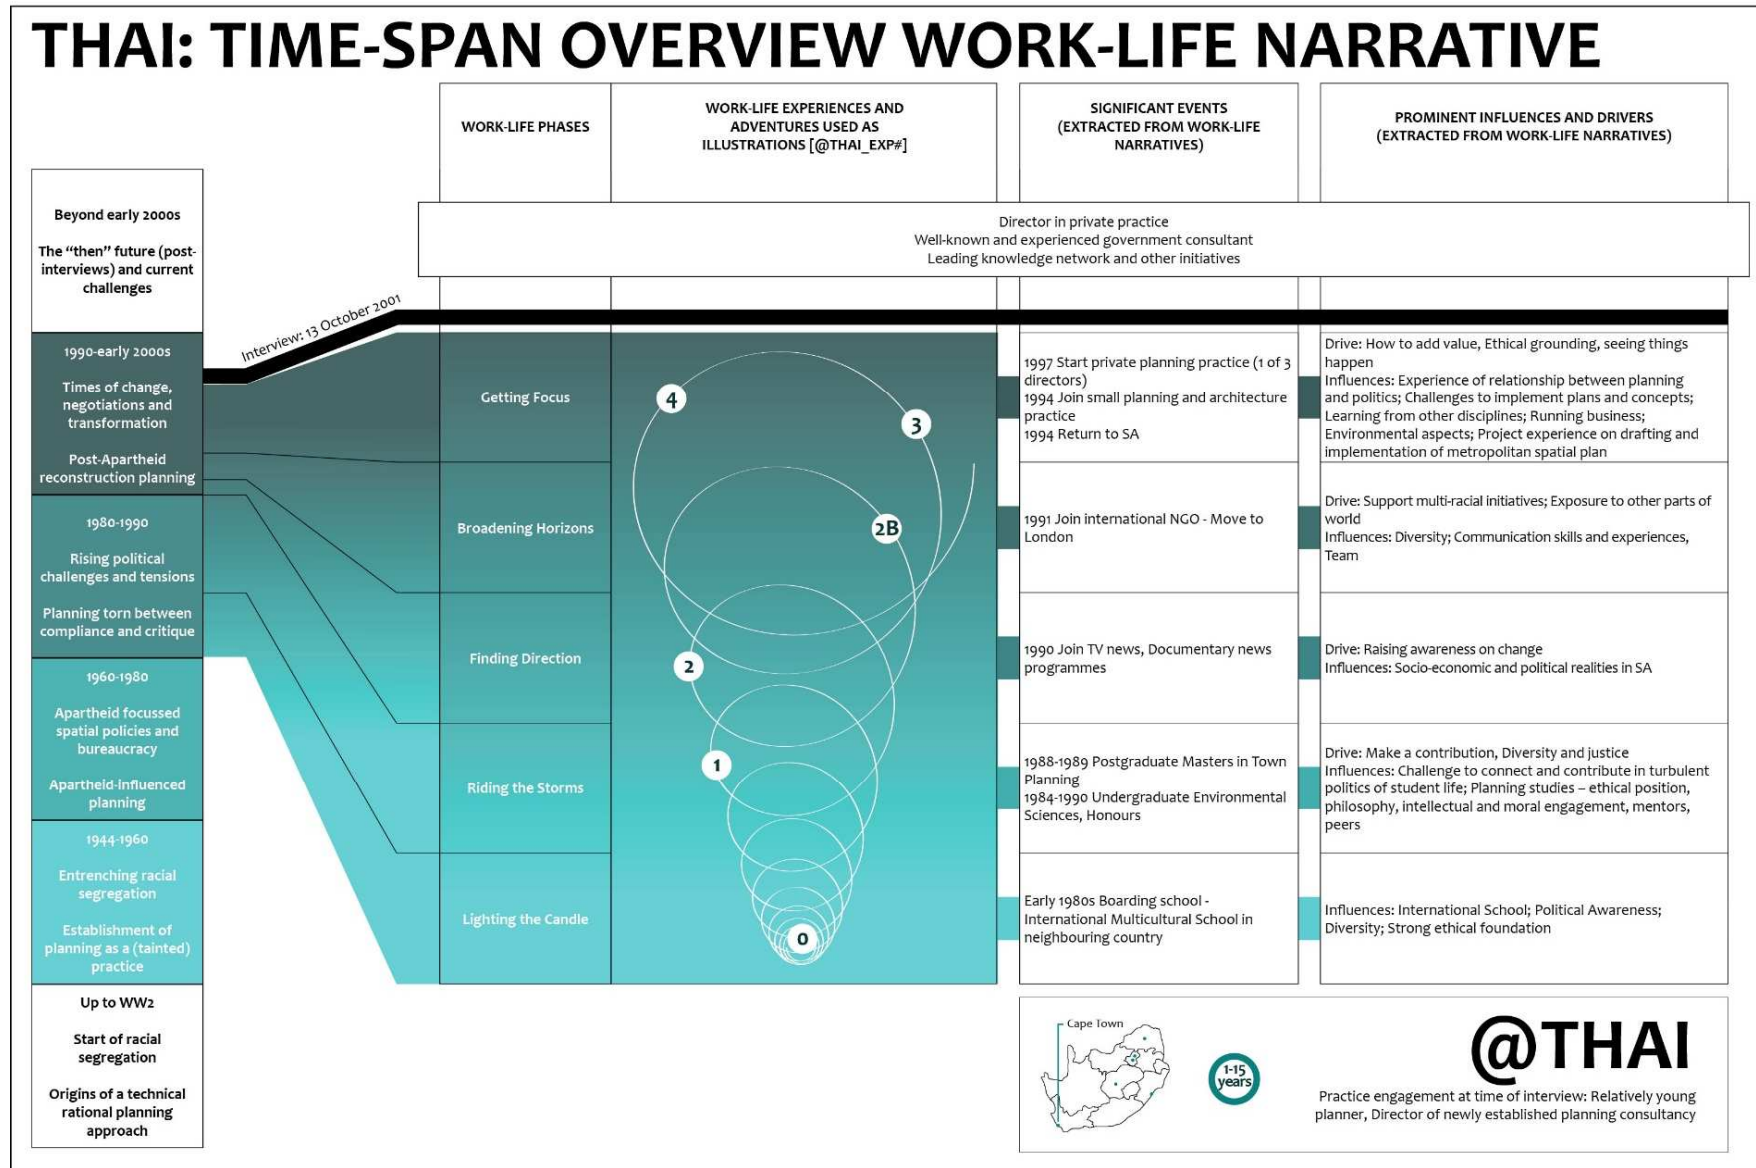 THAI: TIME-SPAN OVERVIEW WORK-LIFE NARRATIVE
WORK-LIFE PHASES
WORK-LIFE EXPERIENCES AND
ADVENTURES USED AS
ILLUSTRATIONS [@THAI_EXP#]
SIGNIFICANT EVENTS
(EXTRACTED FROM WORK-LIFE
NARRATIVES)
PROMINENT INFLUENCES AND DRIVERS
(EXTRACTED FROM WORK-LIFE NARRATIVES)
Beyond early 2000s
The “then” future (post-
interviews) and current
challenges
Director in private practice
Well-known and experienced government consultant
Leading knowledge network and other initiatives
Interview: 13 October 2001
1990-early 2000s
Times of change,
negotiations and
transformation
Post-Apartheid
reconstruction planning
1980-1990
Rising political
challenges and tensions
Planning torn between
compliance and critique
1960-1980
Apartheid focussed
spatial policies and
bureaucracy
Apartheid-influenced
planning
1944-1960
Entrenching racial
segregation
Establishment of
planning as a (tainted)
practice
Up to WW2
Start of racial
segregation
Origins of a technical
rational planning
approach
Getting Focus
4
3
1997 Start private planning practice (1 of 3
directors)
1994 Join small planning and architecture
practice
1994 Return to SA
Drive: How to add value, Ethical grounding, seeing things
happen
Influences: Experience of relationship between planning
and politics; Challenges to implement plans and concepts;
Learning from other disciplines; Running business;
Environmental aspects; Project experience on drafting and
implementation of metropolitan spatial plan
Broadening Horizons
2B
1991 Join international NGO - Move to
London
Drive: Support multi-racial initiatives; Exposure to other parts of
world
Influences: Diversity; Communication skills and experiences,
Team
Finding Direction
2
1990 Join TV news, Documentary news
programmes
Drive: Raising awareness on change
Influences: Socio-economic and political realities in SA
Riding the Storms
1
1988-1989 Postgraduate Masters in Town
Planning
1984-1990 Undergraduate Environmental
Sciences, Honours
Drive: Make a contribution, Diversity and justice
Influences: Challenge to connect and contribute in turbulent
politics of student life; Planning studies – ethical position,
philosophy, intellectual and moral engagement, mentors,
peers
Lighting the Candle
0
Early 1980s Boarding school -
International Multicultural School in
neighbouring country
Influences: International School; Political Awareness;
Diversity; Strong ethical foundation
Cape Town
1-15
years
@THAI
Practice engagement at time of interview: Relatively young
planner, Director of newly established planning consultancy